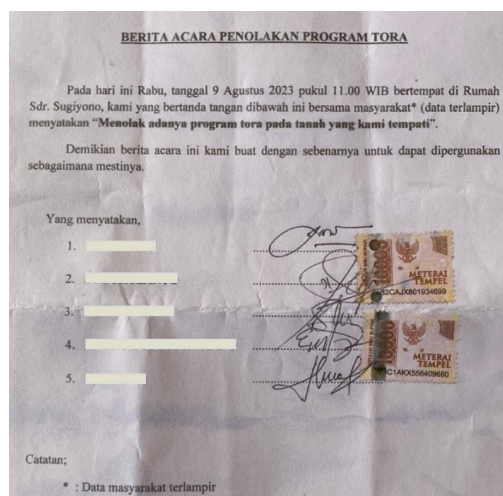 BERITA ACARA PENOLAKAN PROGRAM TORA
Pada hari ini Rabu, tanggal 9 Agustus 2023 pukul 11.00 WIB bertempat di Rumah
Sdr. Sugiyono, kami yang bertanda tangan dibawah ini bersama masyarakat* (data terlampir)
menyatakan “Menolak adanya program tora pada tanah yang kami tempati”.
Demikian berita acara ini kami buat dengan sebenarnya untuk dapat dipergunakan
sebagaimana mestinya.
Yang menyatakan,
1.
2.
3.
4.
5.
10000
METERAI
TEMPEL
10000
METERAI
TEMPEL
Catatan;
* : Data masyarakat terlampir